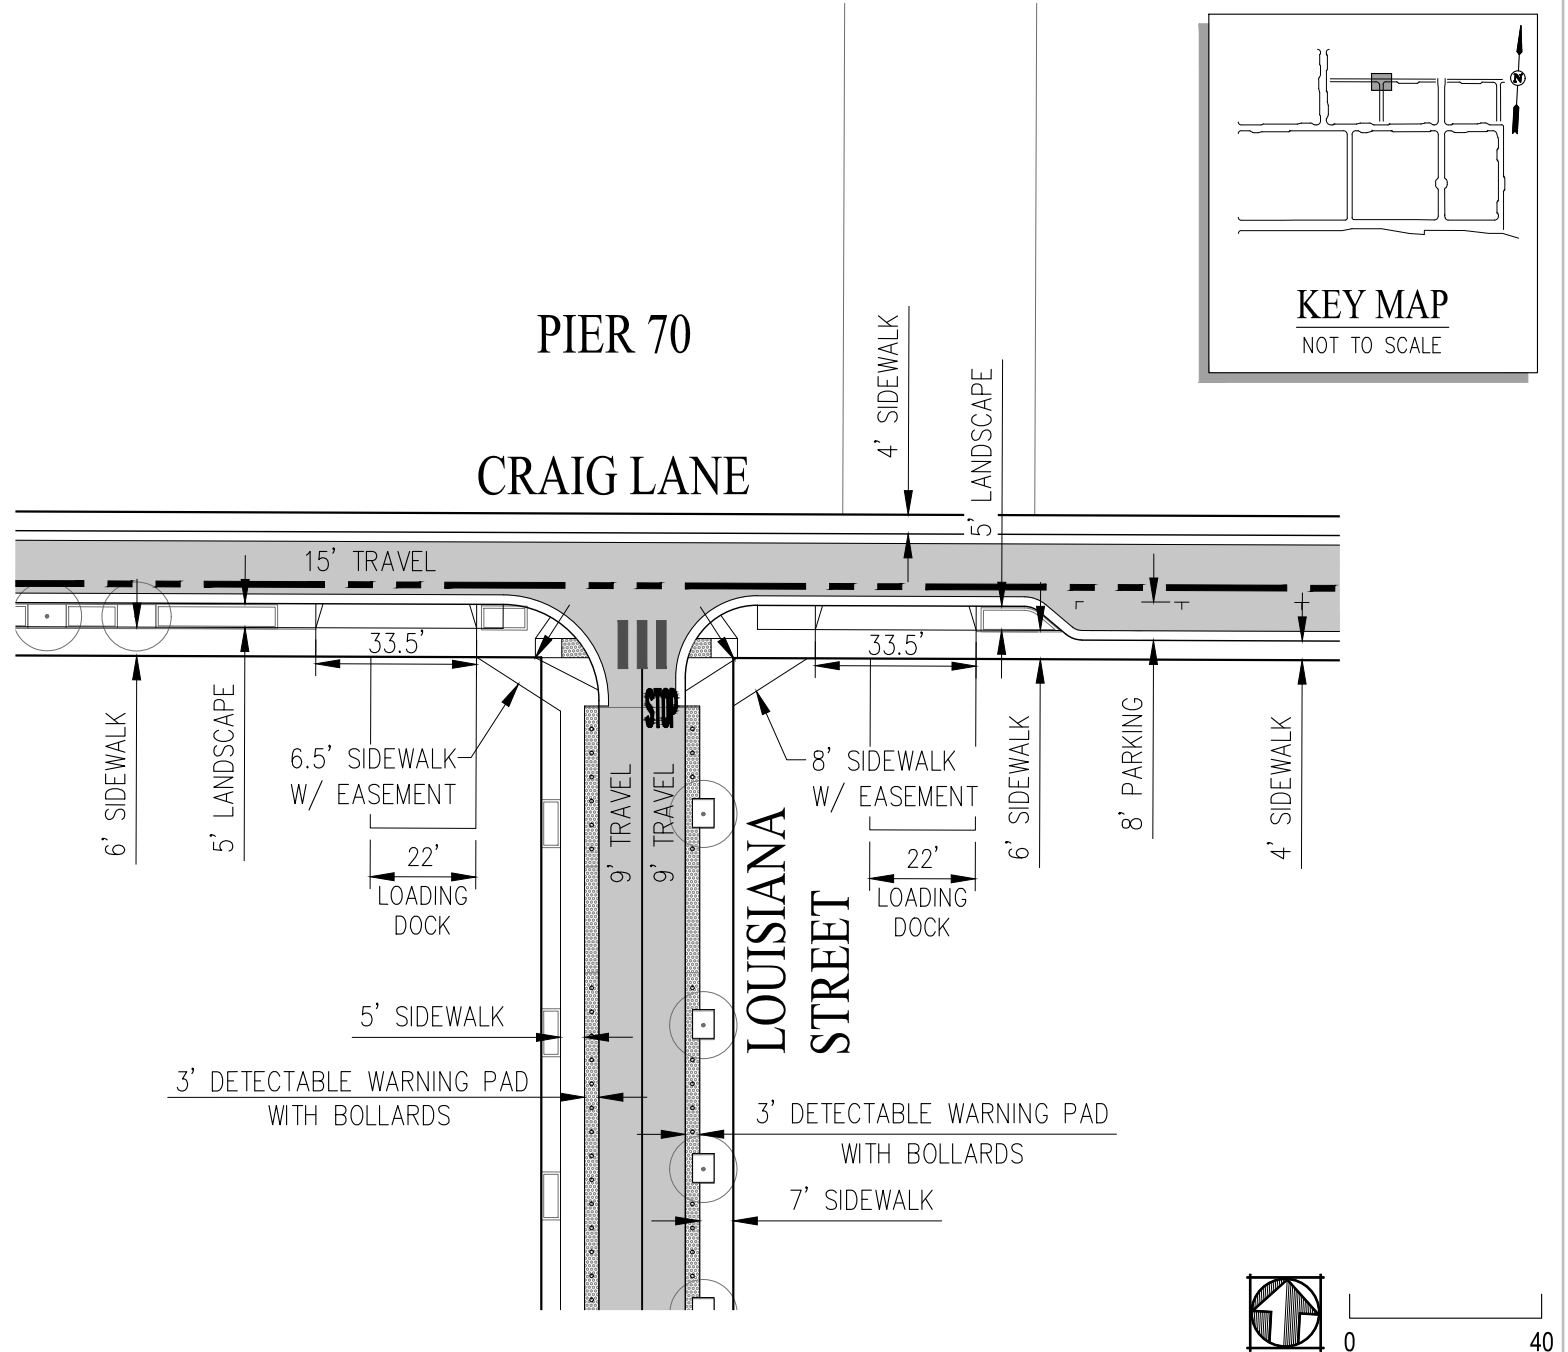 N
KEY MAP
NOT TO SCALE
PIER 70
CRAIG LANE
4' SIDEWALK
5' LANDSCAPE
15' TRAVEL
33.5'
33.5'
STOP
6' SIDEWALK
5' LANDSCAPE
6.5' SIDEWALK
W/ EASEMENT
9' TRAVEL
9' TRAVEL
8' SIDEWALK
W/ EASEMENT
6' SIDEWALK
8' PARKING
4' SIDEWALK
22'
LOADING
DOCK
LOUISIANA
STREET
22'
LOADING
DOCK
5' SIDEWALK
3' DETECTABLE WARNING PAD
WITH BOLLARDS
3' DETECTABLE WARNING PAD
WITH BOLLARDS
7' SIDEWALK
0
40